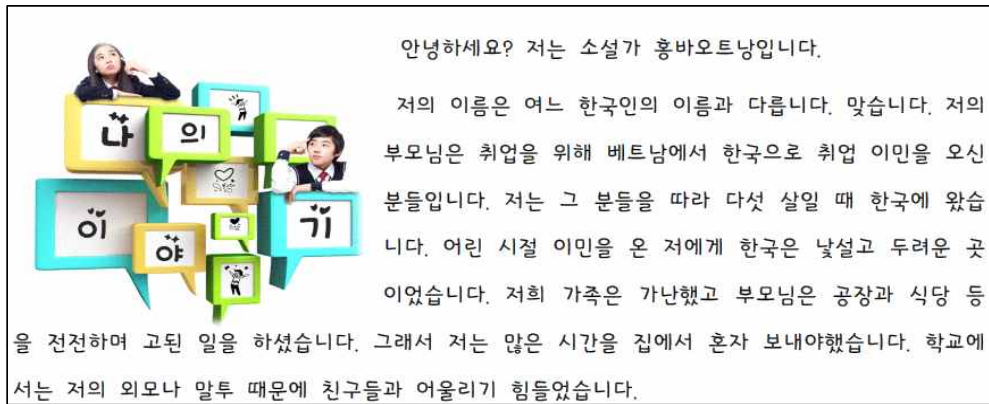 나의
이야기
안녕하세요? 저는 소설가 홍바오트낭입니다.
저의 이름은 여느 한국인의 이름과 다릅니다. 맞습니다. 저의
부모님은 취업을 위해 베트남에서 한국으로 취업 이민을 오신
분들입니다. 저는 그 분들을 따라 다섯 살일 때 한국에 왔습
니다. 어린 시절 이민을 온 저에게 한국은 낯설고 두려운 곳
이었습니다. 저희 가족은 가난했고 부모님은 공장과 식당 등
을 전전하며 고된 일을 하셨습니다. 그래서 저는 많은 시간을 집에서 혼자 보내야했습니다. 학교에
서는 저의 외모나 말투 때문에 친구들과 어울리기 힘들었습니다.